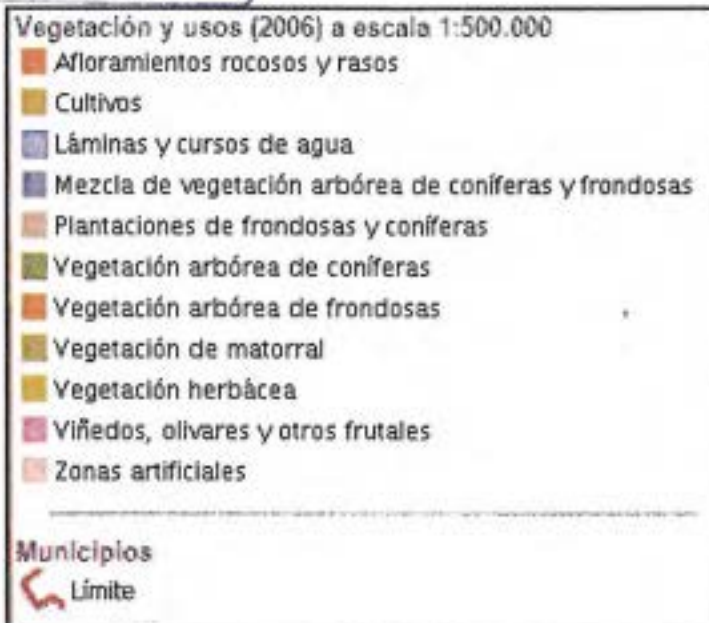 Vegetación y usos (2006) a escala 1:500.000
Afloramientos rocosos y rasos
Cultivos
Láminas y cursos de agua
Mezcla de vegetación arbórea de coníferas y frondosas
Plantaciones de frondosas y coníferas
Vegetación arbórea de coníferas
Vegetación arbórea de frondosas
Vegetación de matorral
Vegetación herbácea
Viñedos, olivares y otros frutales
Zonas artificiales
Municipios
Límite